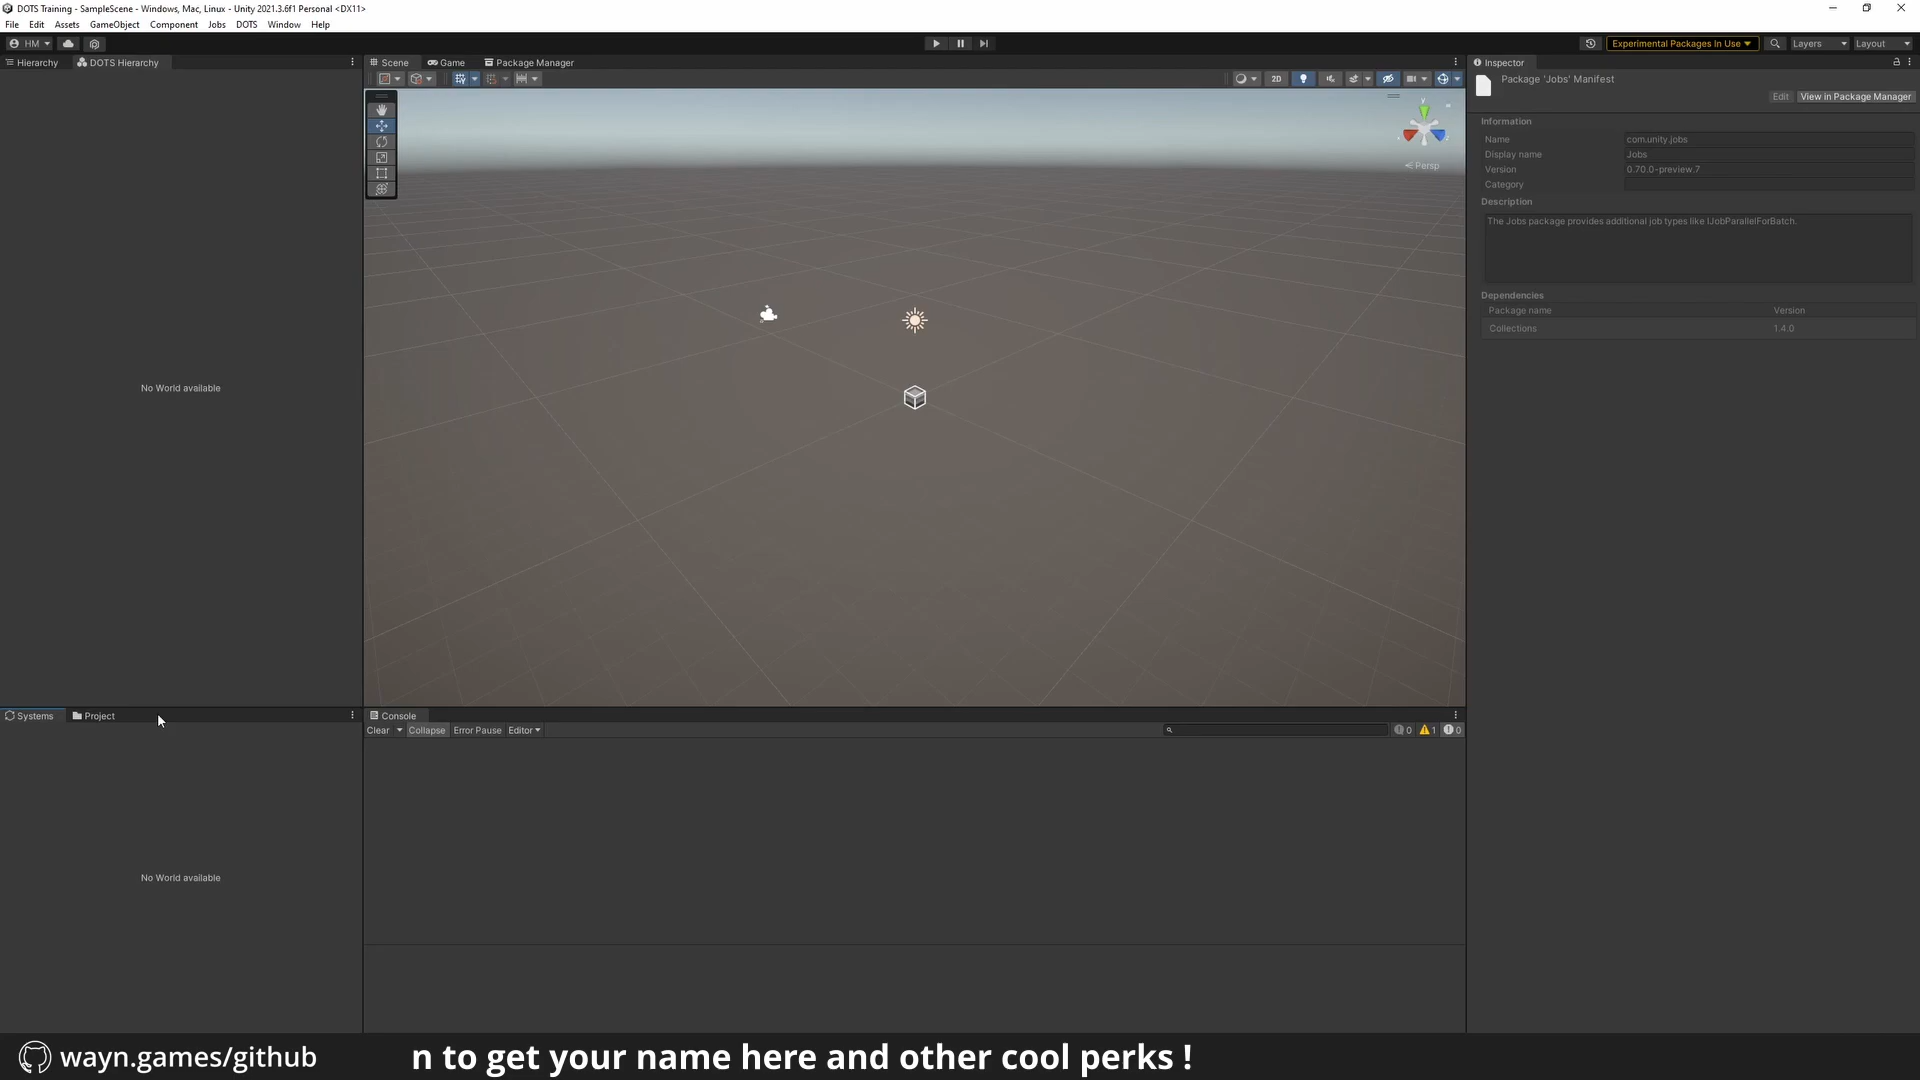 DOTS Training - SampleScene - Windows, Mac, Linux - Unity 2021.3.6f1 Personal <DX11>
File Edit Assets GameObject Component Jobs DOTS Window Help
HM
Experimental Packages In Use
Layers
Layout
Hierarchy
DOTS Hierarchy
Scene
Game
Package Manager
Inspector
2D
Package 'Jobs' Manifest
Edit
View in Package Manager
Information
Name com.unity.jobs
Display name Jobs
Version 0.70.0-preview.7
Category
Description
The Jobs package provides additional job types like IJobParallelForBatch.
Dependencies
Package name Version
Collections 1.4.0
y
Persp
No World available
Systems
Project
Console
Clear Collapse Error Pause Editor
0 1 0
No World available
wayn.games/github
n to get your name here and other cool perks !